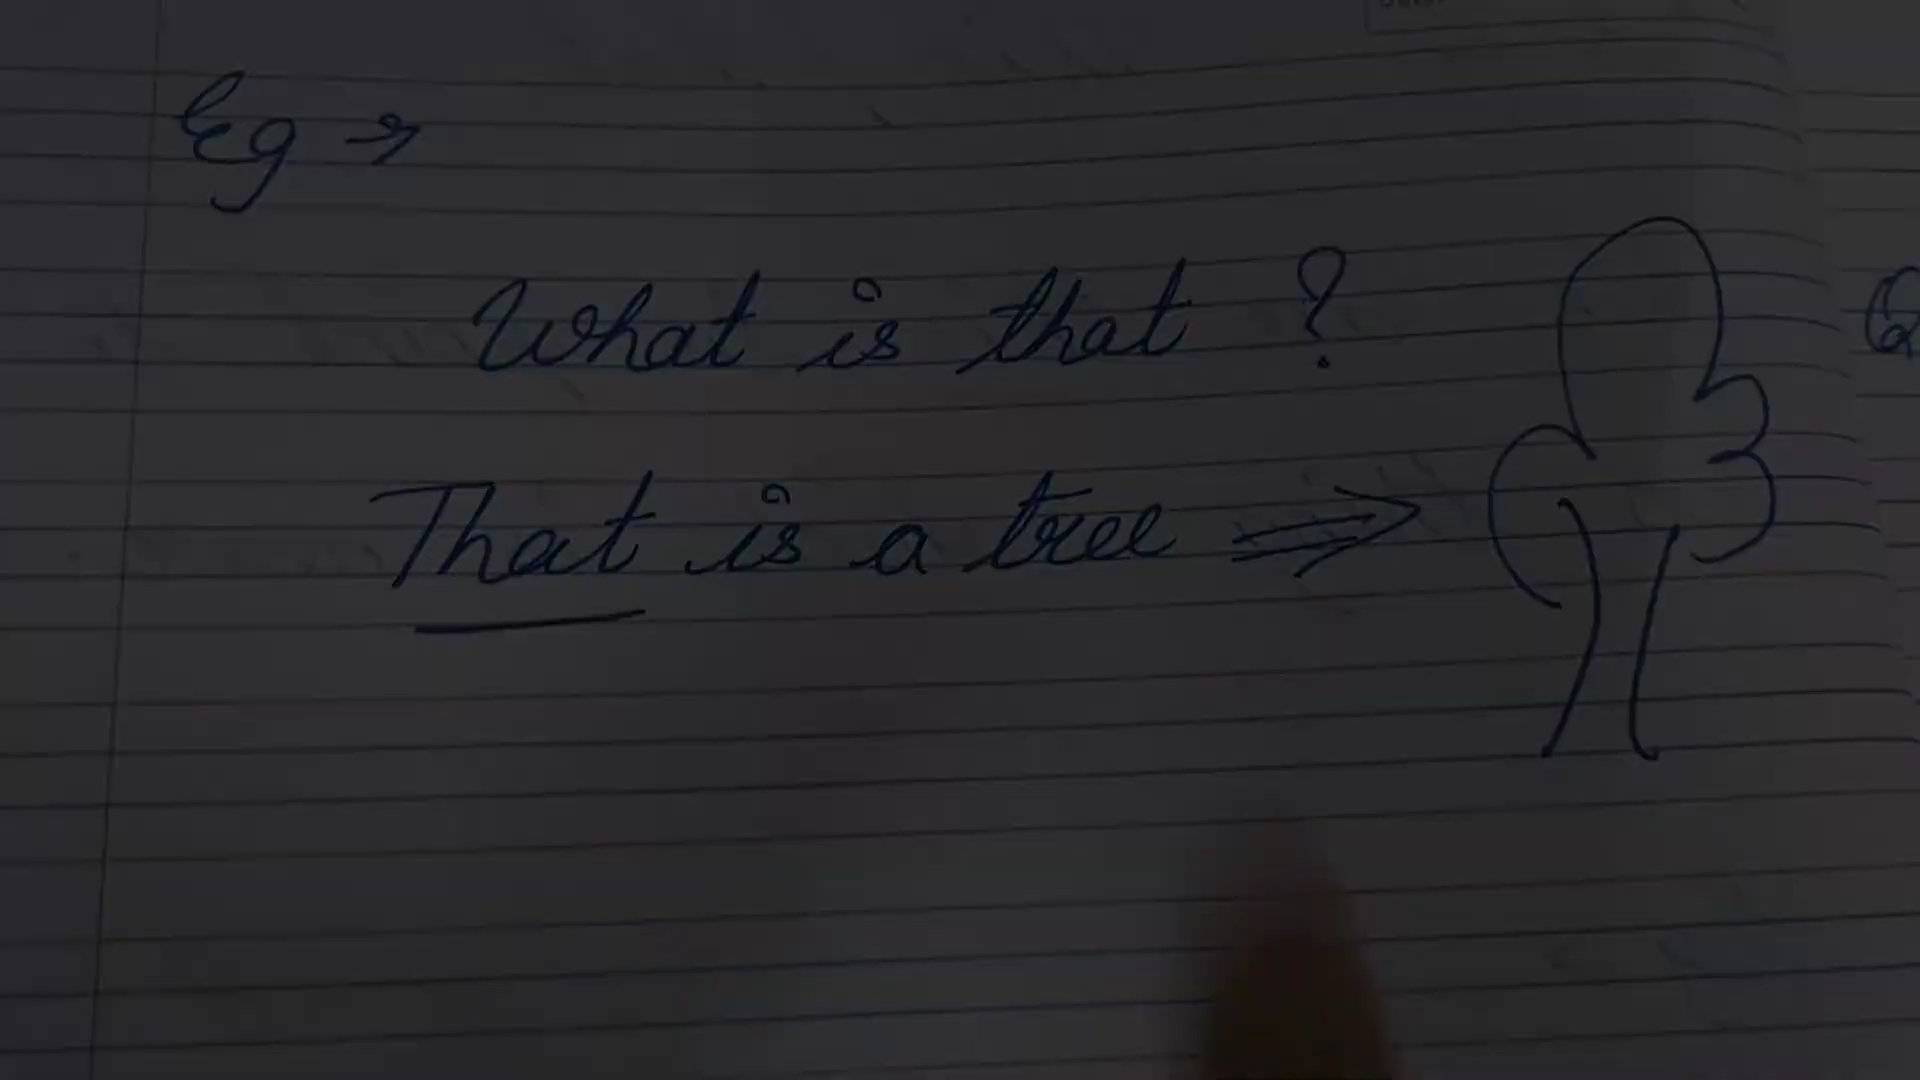 Eg →
What is that ?
That is a tree ⇒